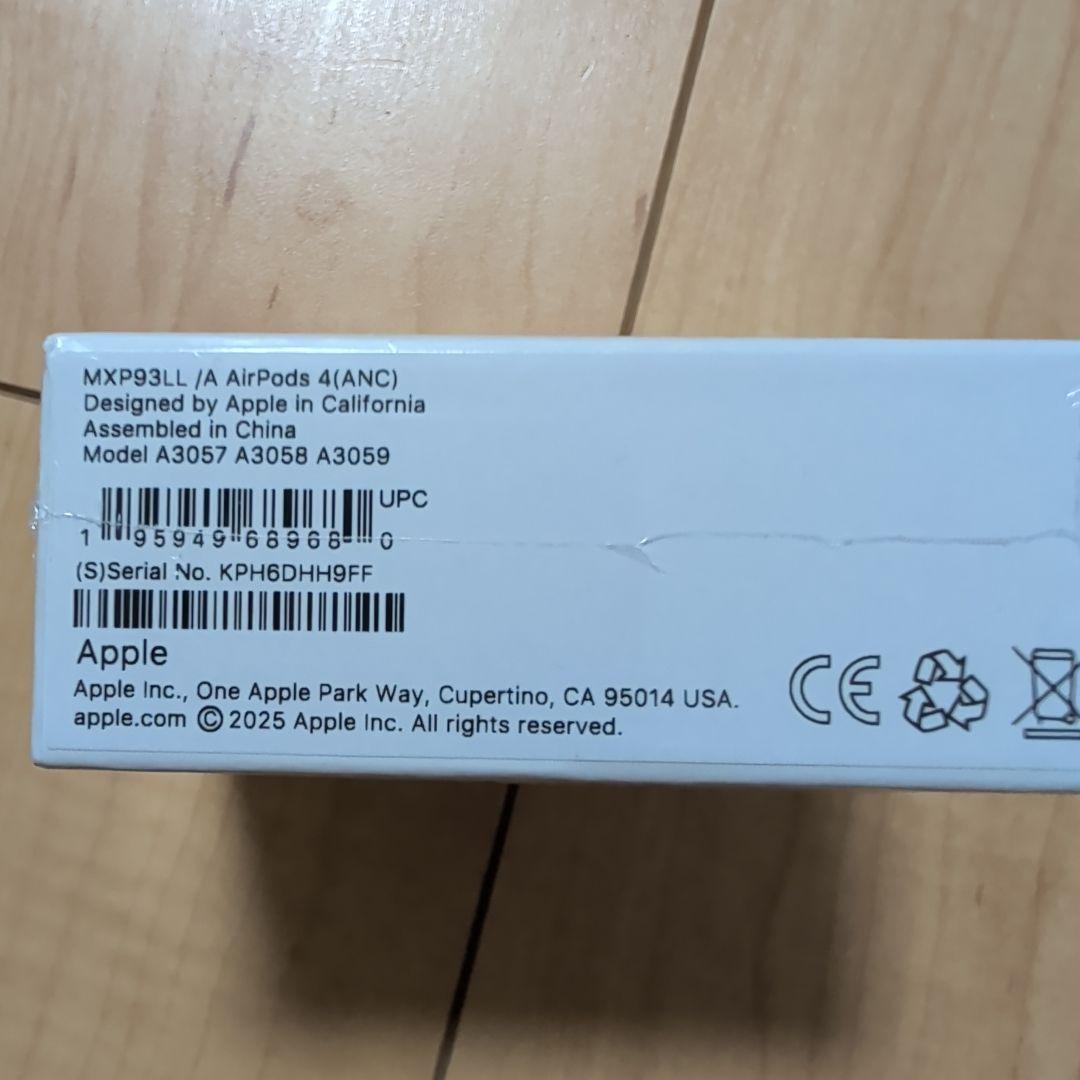 MXP93LL /A AirPods 4(ANC)
Designed by Apple in California
Assembled in China
Model A3057 A3058 A3059
UPC
1 95949 68968 0
(S)Serial No. KPH6DHH9FF
Apple
Apple Inc., One Apple Park Way, Cupertino, CA 95014 USA.
apple.com © 2025 Apple Inc. All rights reserved.
CE